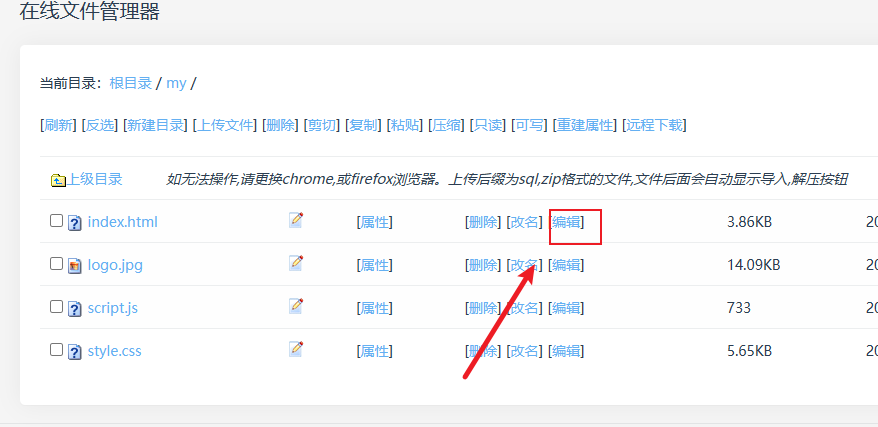 在线文件管理器
当前目录：根目录 / my /
[刷新] [反选] [新建目录] [上传文件] [删除] [剪切] [复制] [粘贴] [压缩] [只读] [可写] [重建属性] [远程下载]
上级目录 如无法操作,请更换chrome,或firefox浏览器。上传后缀为sql,zip格式的文件,文件后面会自动显示导入,解压按钮
index.html [属性] [删除] [改名] [编辑] 3.86KB 20
logo.jpg [属性] [删除] [改名] [编辑] 14.09KB 20
script.js [属性] [删除] [改名] [编辑] 733 20
style.css [属性] [删除] [改名] [编辑] 5.65KB 20